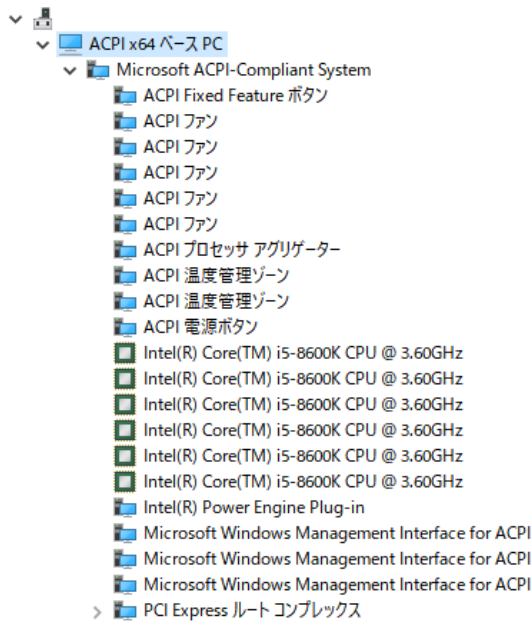 ACPI x64 ベース PC
Microsoft ACPI-Compliant System
ACPI Fixed Feature ボタン
ACPI ファン
ACPI ファン
ACPI ファン
ACPI ファン
ACPI ファン
ACPI プロセッサ アグリゲーター
ACPI 温度管理ゾーン
ACPI 温度管理ゾーン
ACPI 電源ボタン
Intel(R) Core(TM) i5-8600K CPU @ 3.60GHz
Intel(R) Core(TM) i5-8600K CPU @ 3.60GHz
Intel(R) Core(TM) i5-8600K CPU @ 3.60GHz
Intel(R) Core(TM) i5-8600K CPU @ 3.60GHz
Intel(R) Core(TM) i5-8600K CPU @ 3.60GHz
Intel(R) Core(TM) i5-8600K CPU @ 3.60GHz
Intel(R) Power Engine Plug-in
Microsoft Windows Management Interface for ACPI
Microsoft Windows Management Interface for ACPI
Microsoft Windows Management Interface for ACPI
PCI Express ルート コンプレックス